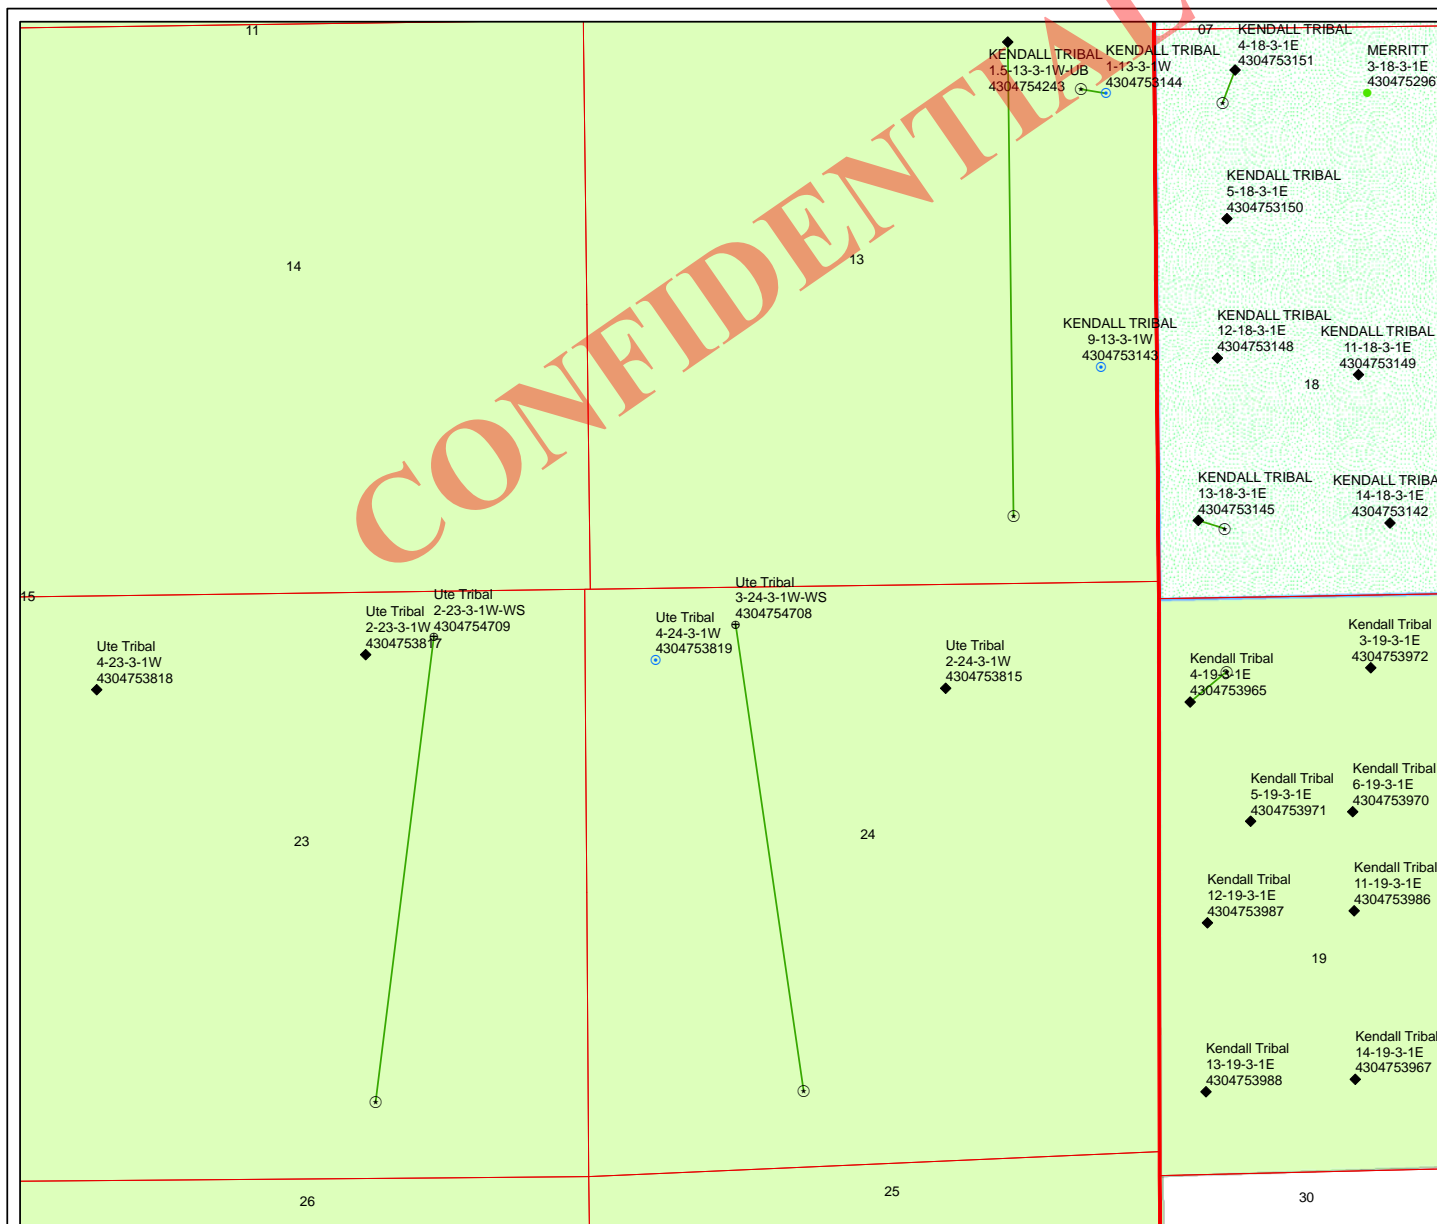 11
07
KENDALL TRIBAL
4-18-3-1E
4304753151
KENDALL TRIBAL
1.5-13-3-1W-UB
4304754243
KENDALL TRIBAL
1-13-3-1W
4304753144
MERRITT
3-18-3-1E
430475296
CONFIDENTIAL
KENDALL TRIBAL
5-18-3-1E
4304753150
14
13
KENDALL TRIBAL
9-13-3-1W
4304753143
KENDALL TRIBAL
12-18-3-1E
4304753148
KENDALL TRIBAL
11-18-3-1E
4304753149
18
KENDALL TRIBAL
13-18-3-1E
4304753145
KENDALL TRIBA
14-18-3-1E
4304753142
15
Ute Tribal
4-23-3-1W
4304753818
Ute Tribal
2-23-3-1W
4304753817
Ute Tribal
2-23-3-1W-WS
4304754709
Ute Tribal
4-24-3-1W
4304753819
Ute Tribal
3-24-3-1W-WS
4304754708
Ute Tribal
2-24-3-1W
4304753815
Kendall Tribal
4-19-3-1E
4304753965
Kendall Tribal
3-19-3-1E
4304753972
Kendall Tribal
5-19-3-1E
4304753971
Kendall Tribal
6-19-3-1E
4304753970
23
24
Kendall Tribal
12-19-3-1E
4304753987
Kendall Tribal
11-19-3-1E
4304753986
19
Kendall Tribal
13-19-3-1E
4304753988
Kendall Tribal
14-19-3-1E
4304753967
26
25
30